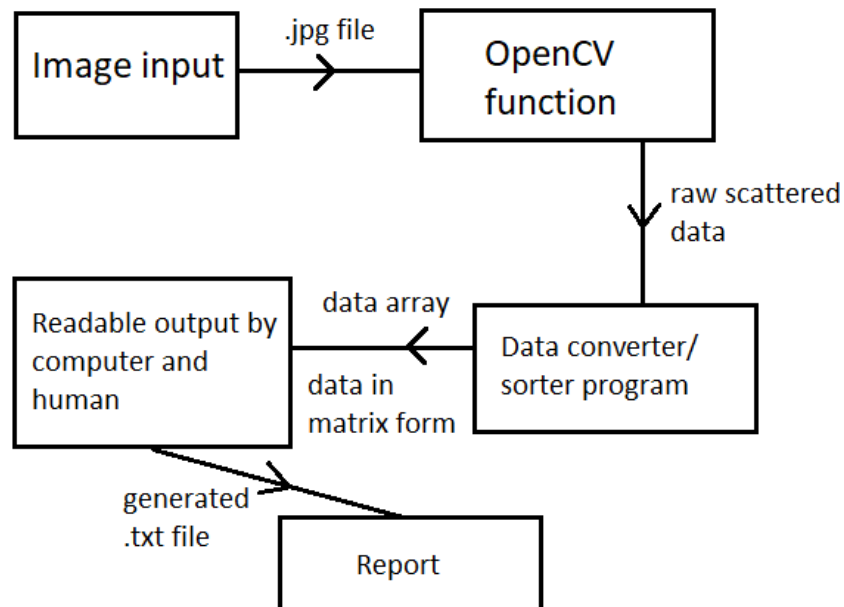 .jpg file
Image input
OpenCV
function
raw scattered
data
data array
Readable output by
computer and
human
Data converter/
sorter program
data in
matrix form
generated
.txt file
Report